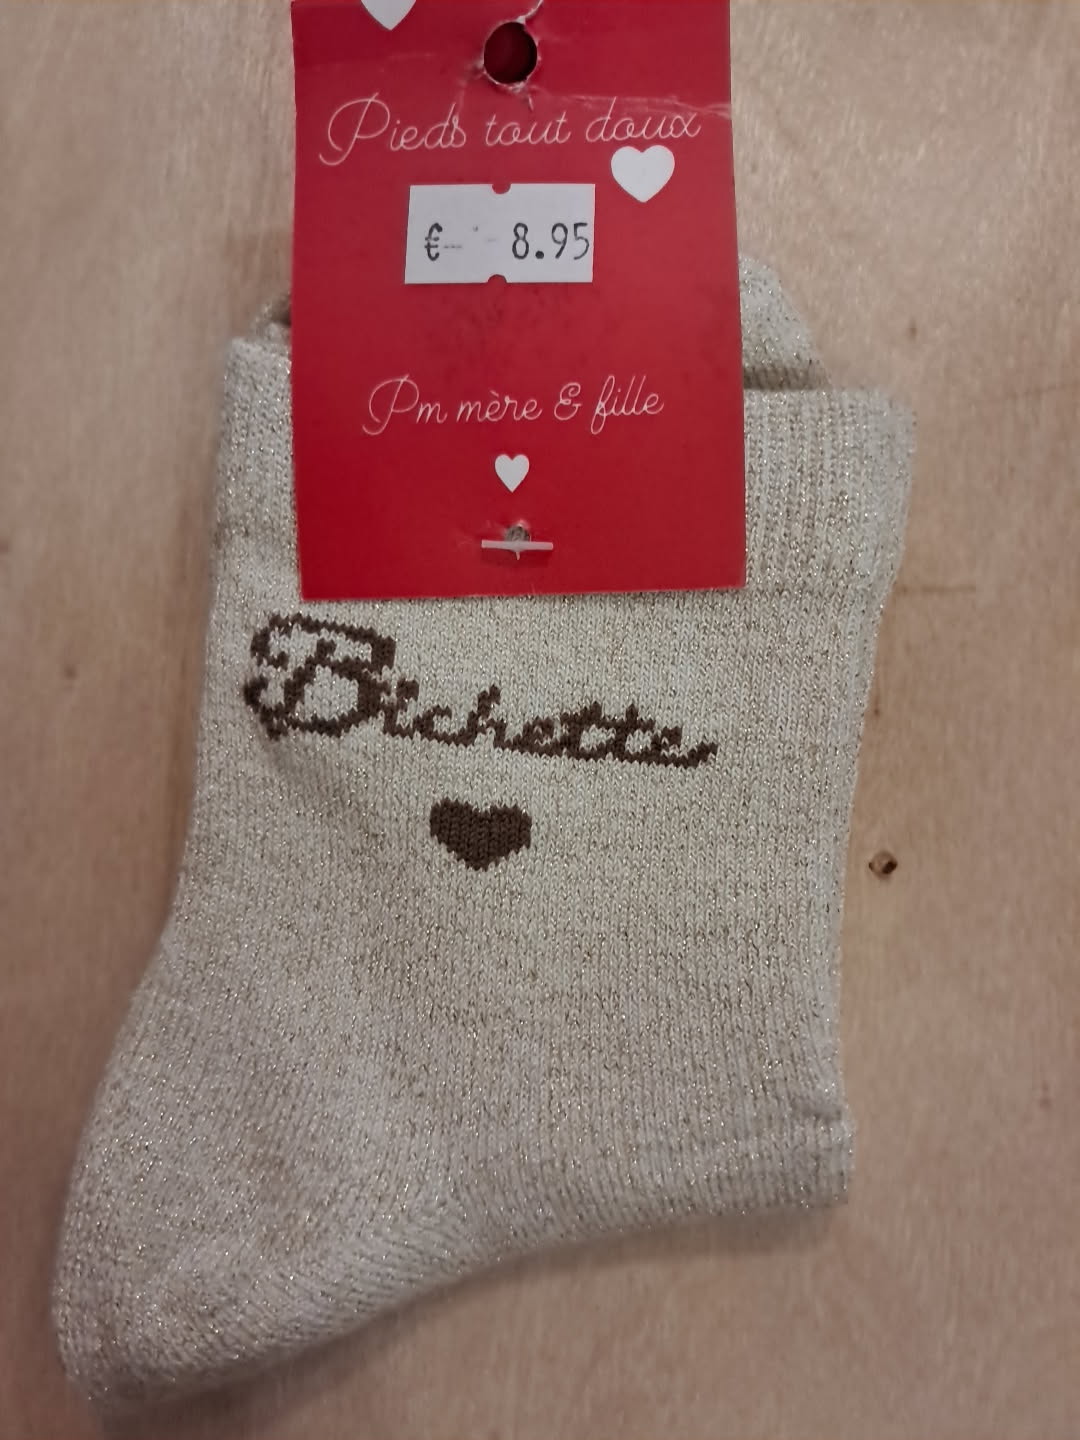 Pieds tout doux
€ 8.95
Pm mère & fille
Bichette